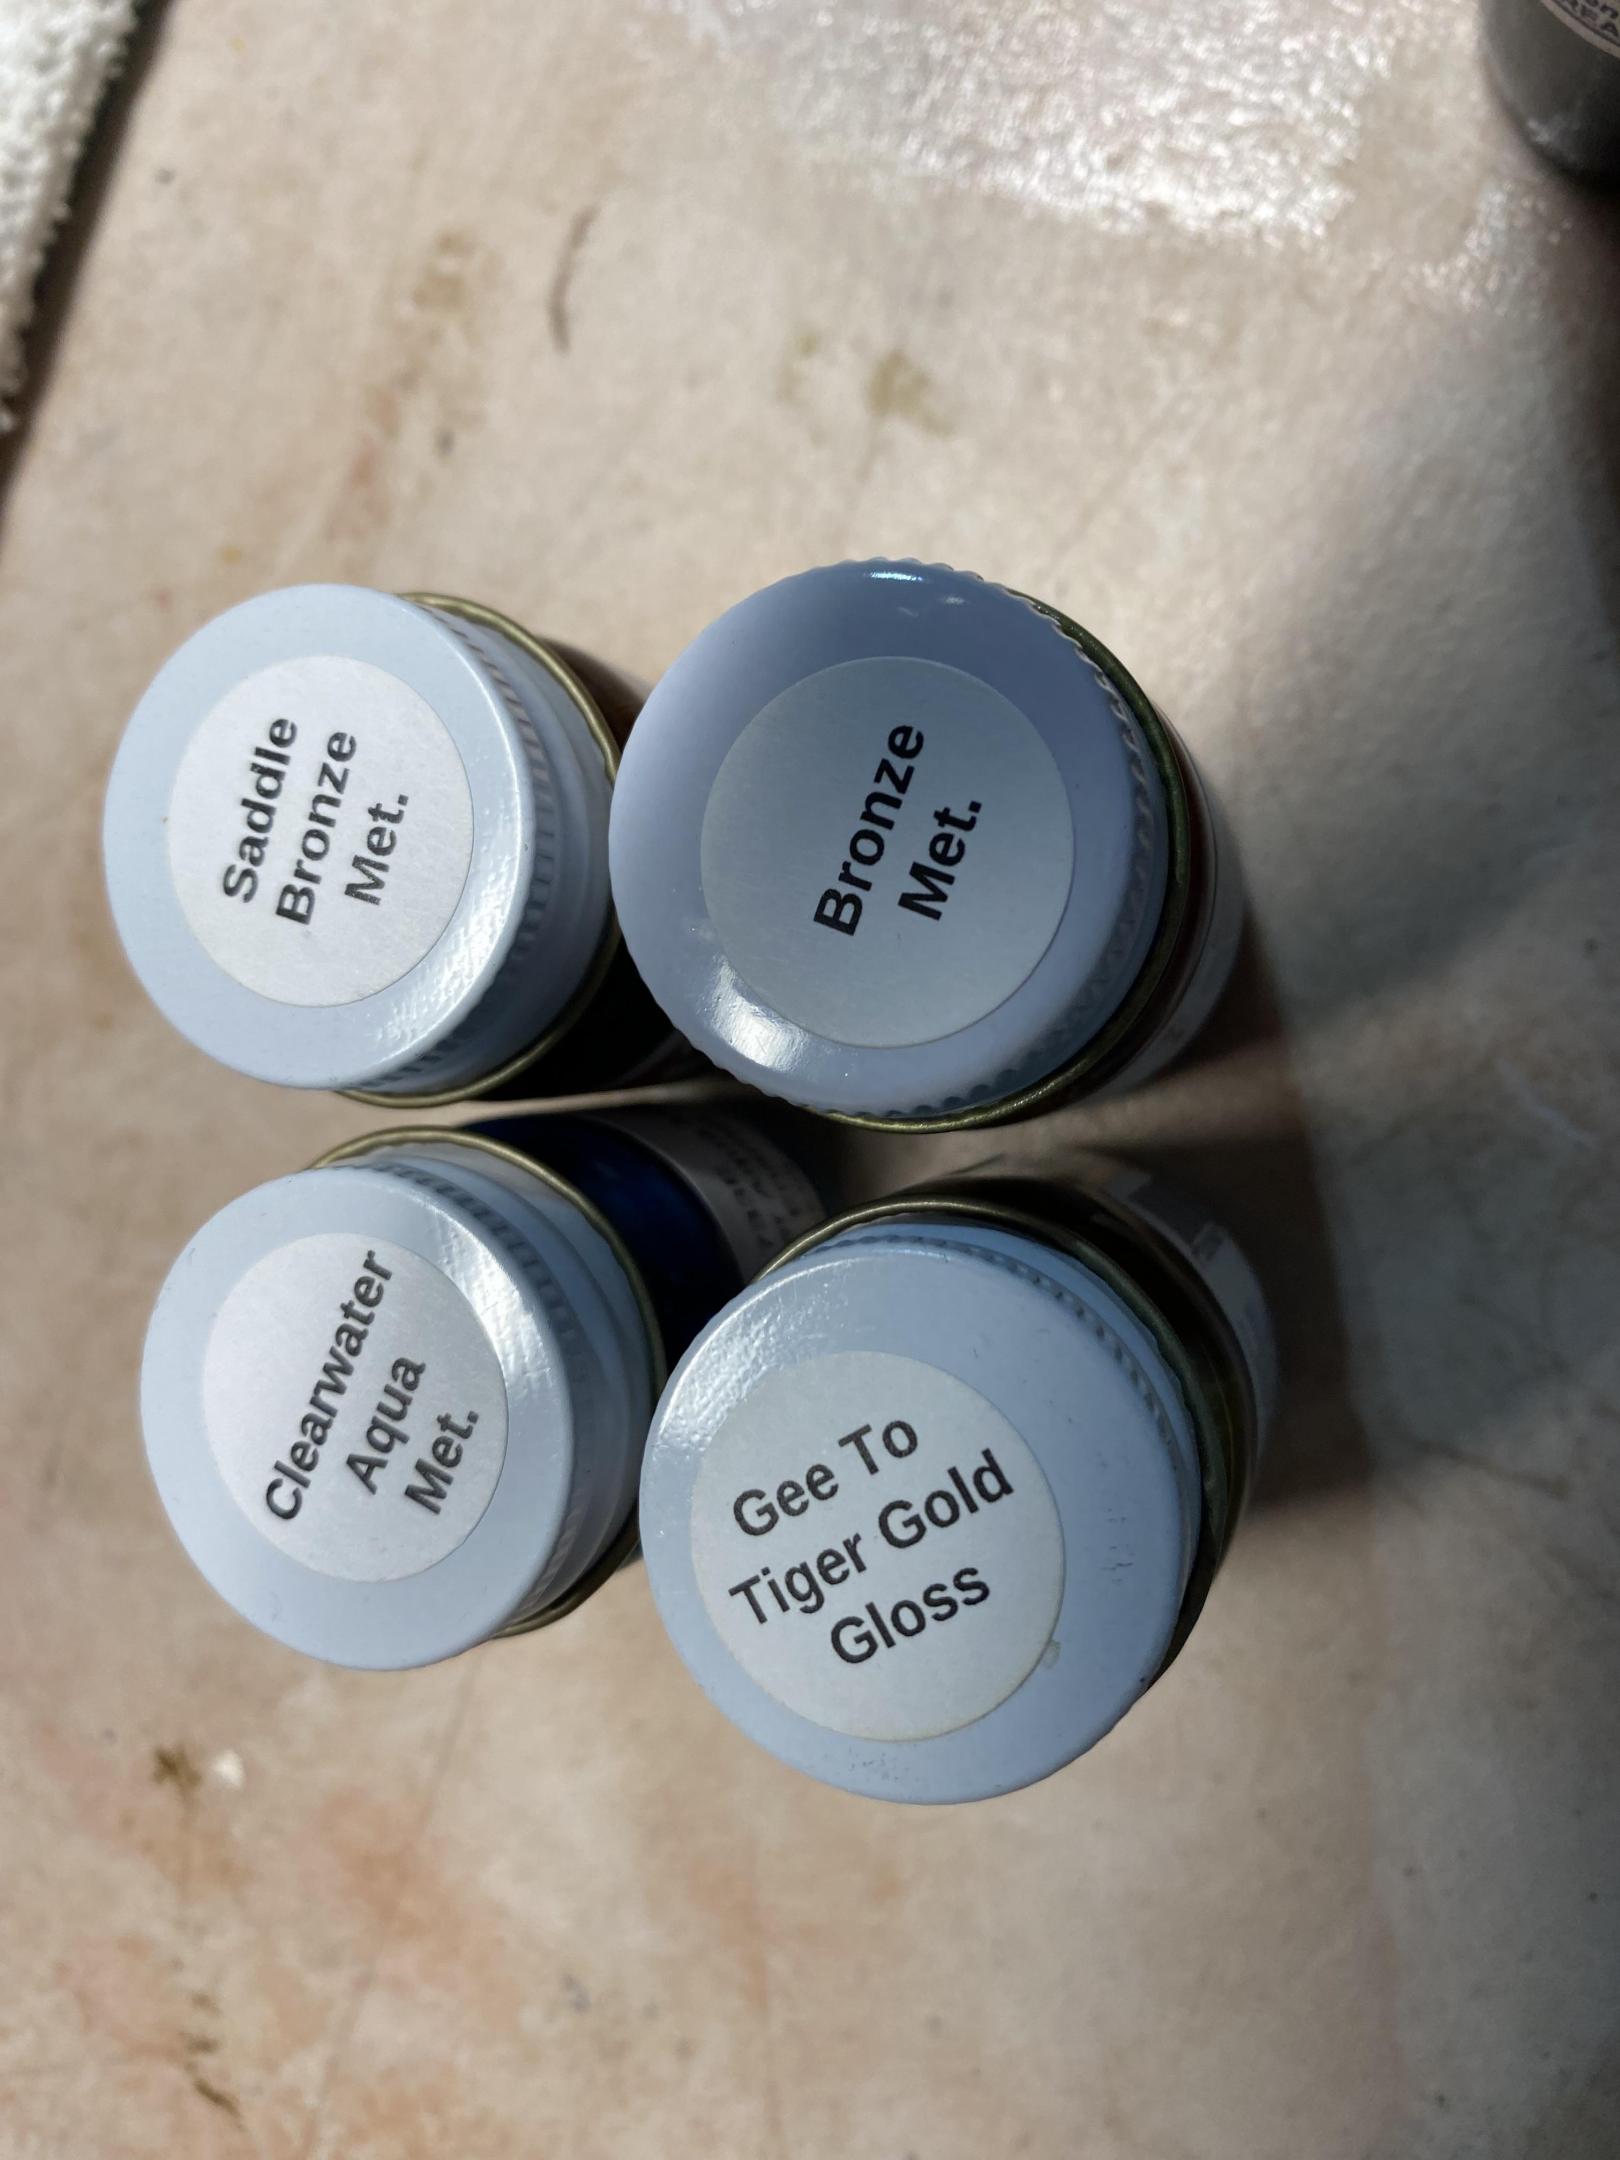 Saddle
Bronze
Met.
Bronze
Met.
Clearwater
Aqua
Met.
Gee To
Tiger Gold
Gloss